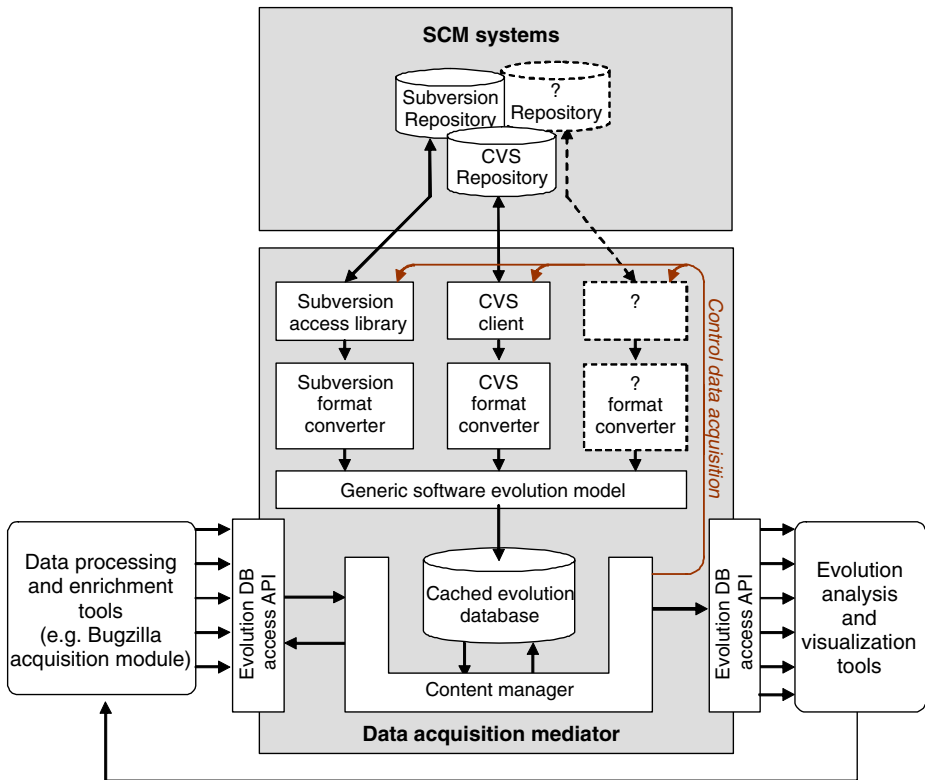 SCM systems
Subversion
Repository
?
Repository
CVS
Repository
Subversion
access library
CVS
client
?
Control data acquisition
Subversion
format
converter
CVS
format
converter
?
format
converter
Generic software evolution model
Data processing
and enrichment
tools
(e.g. Bugzilla
acquisition module)
Evolution DB
access API
Cached evolution
database
Content manager
Evolution DB
access API
Evolution
analysis
and
visualization
tools
Data acquisition mediator